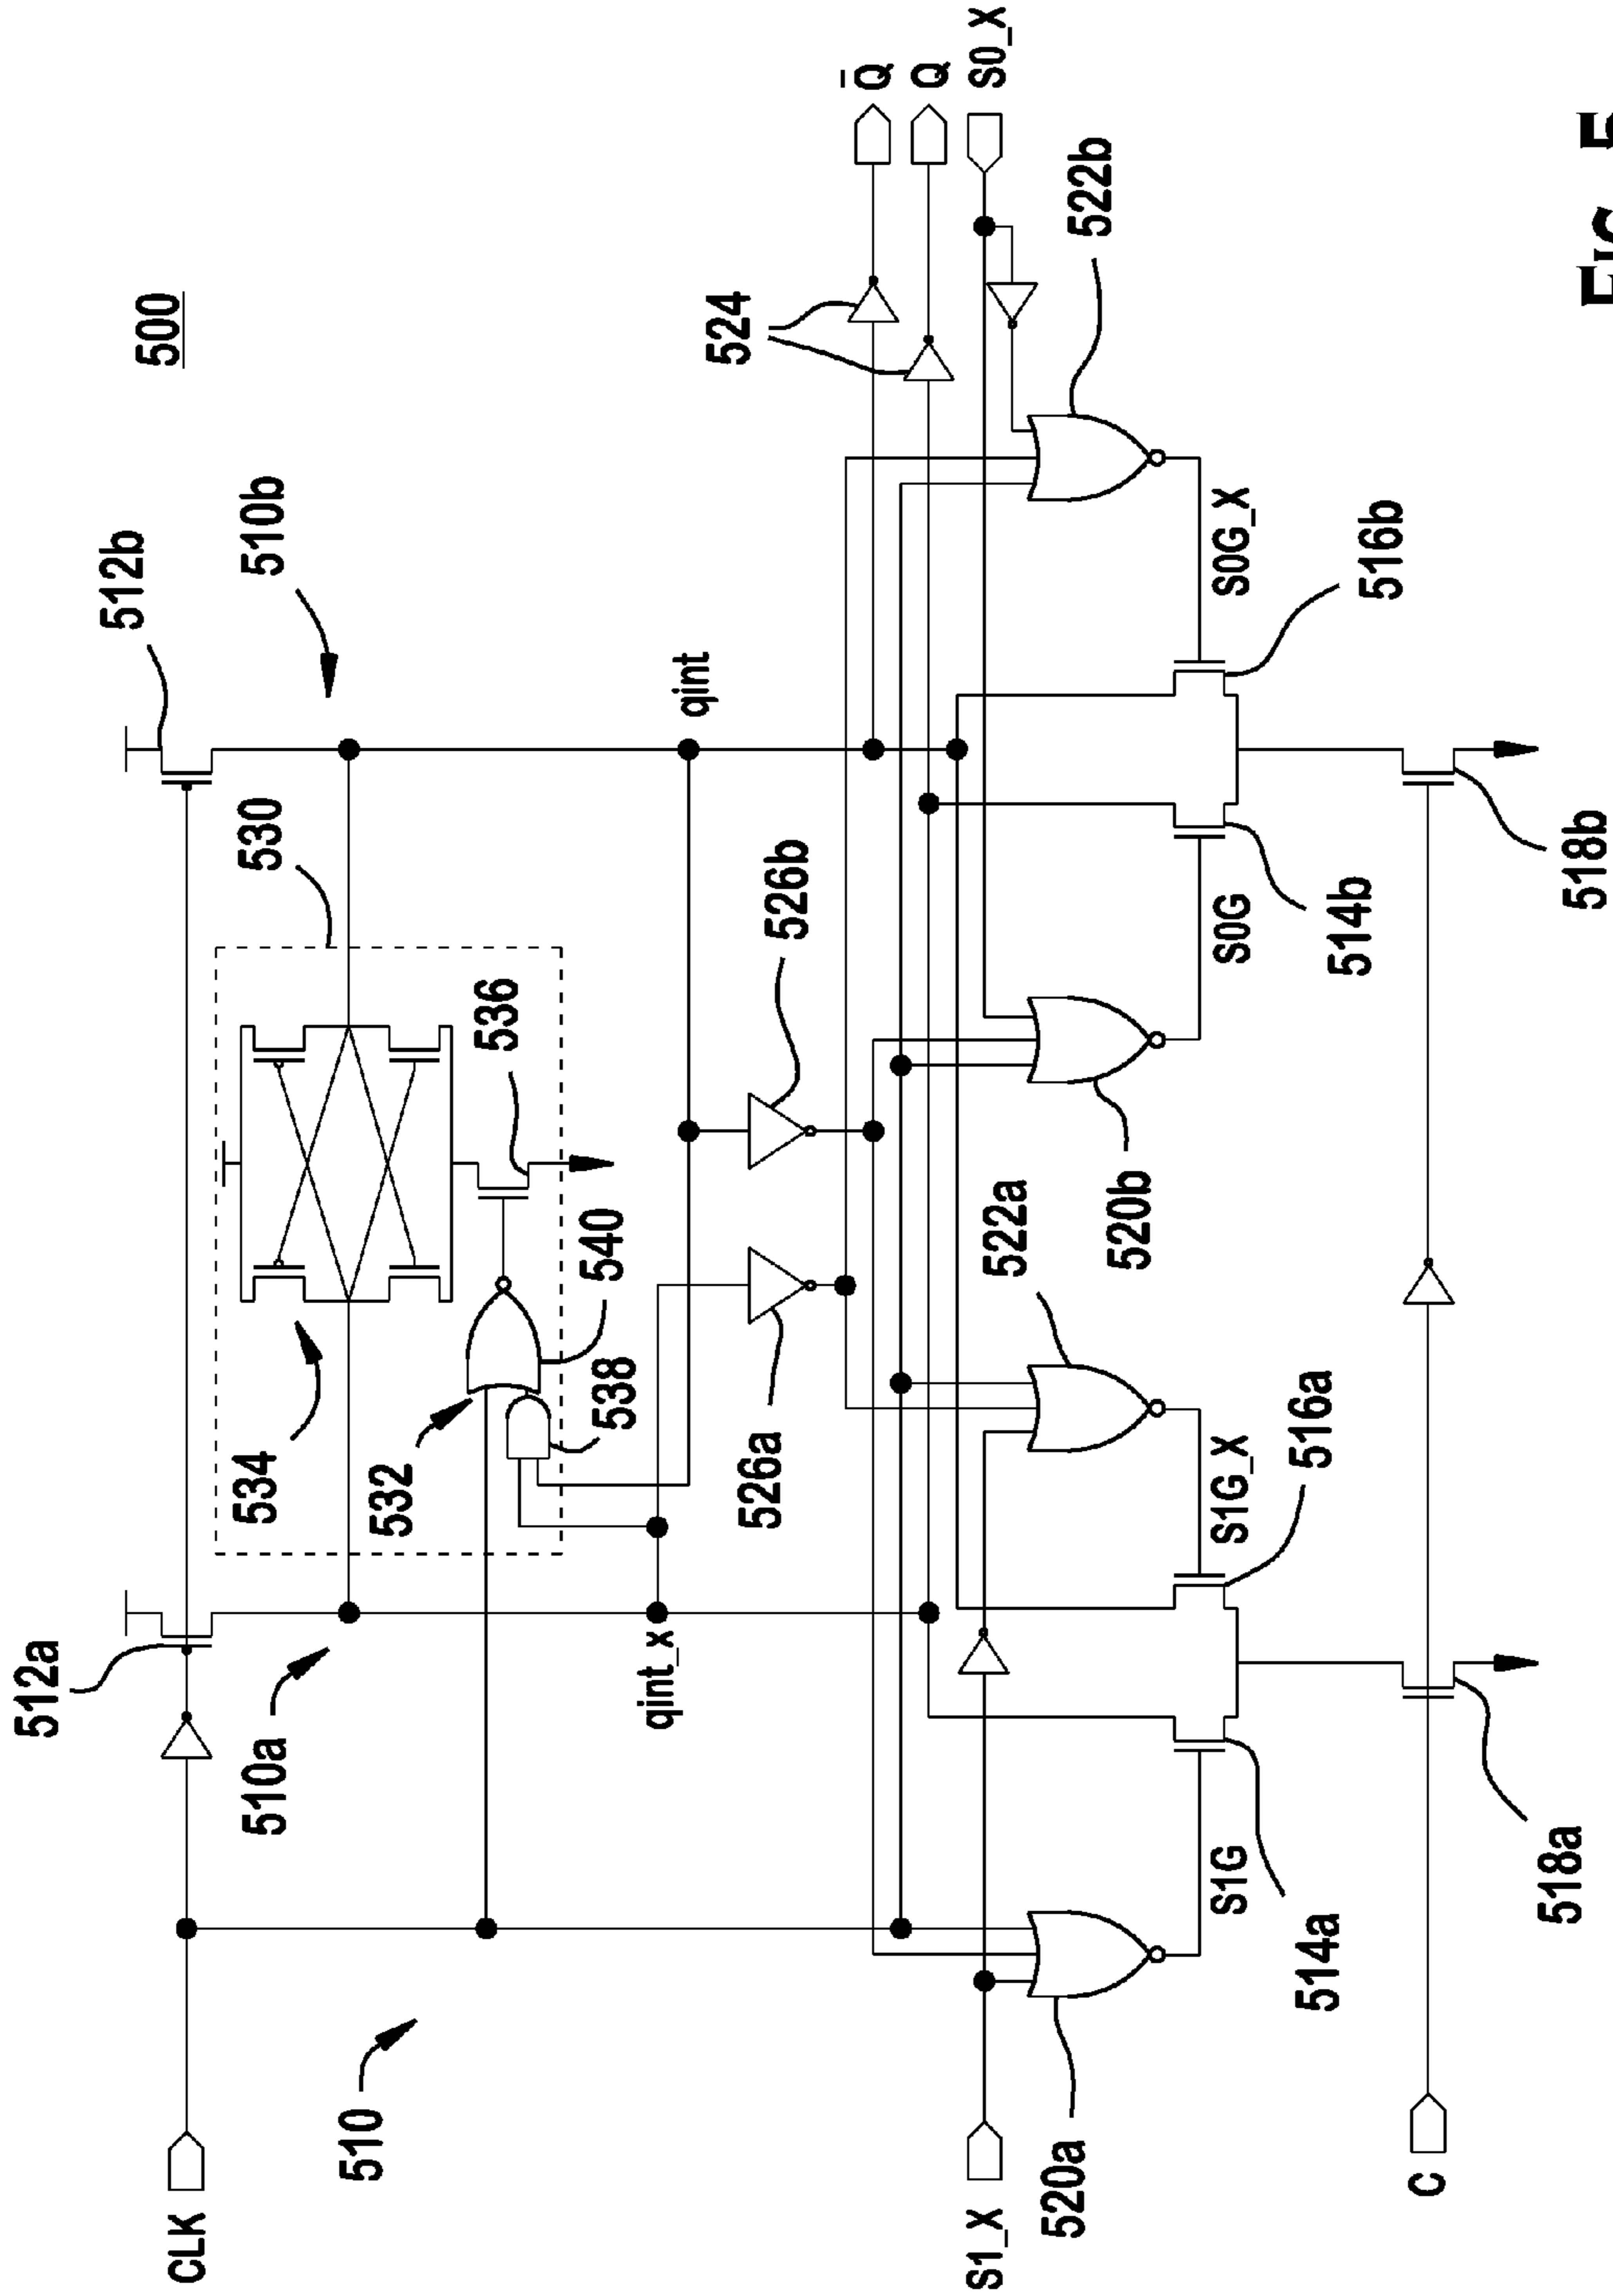 500
512b
510b
530
534
536
532
540
538
512a
510a
510
CLK
qint
qint_x
526b
526a
524
Q̄
Q
S0_X
522b
522a
520b
520a
S1_X
S0G_X
516b
S0G
514b
S1G_X
516a
S1G
514a
518b
518a
C